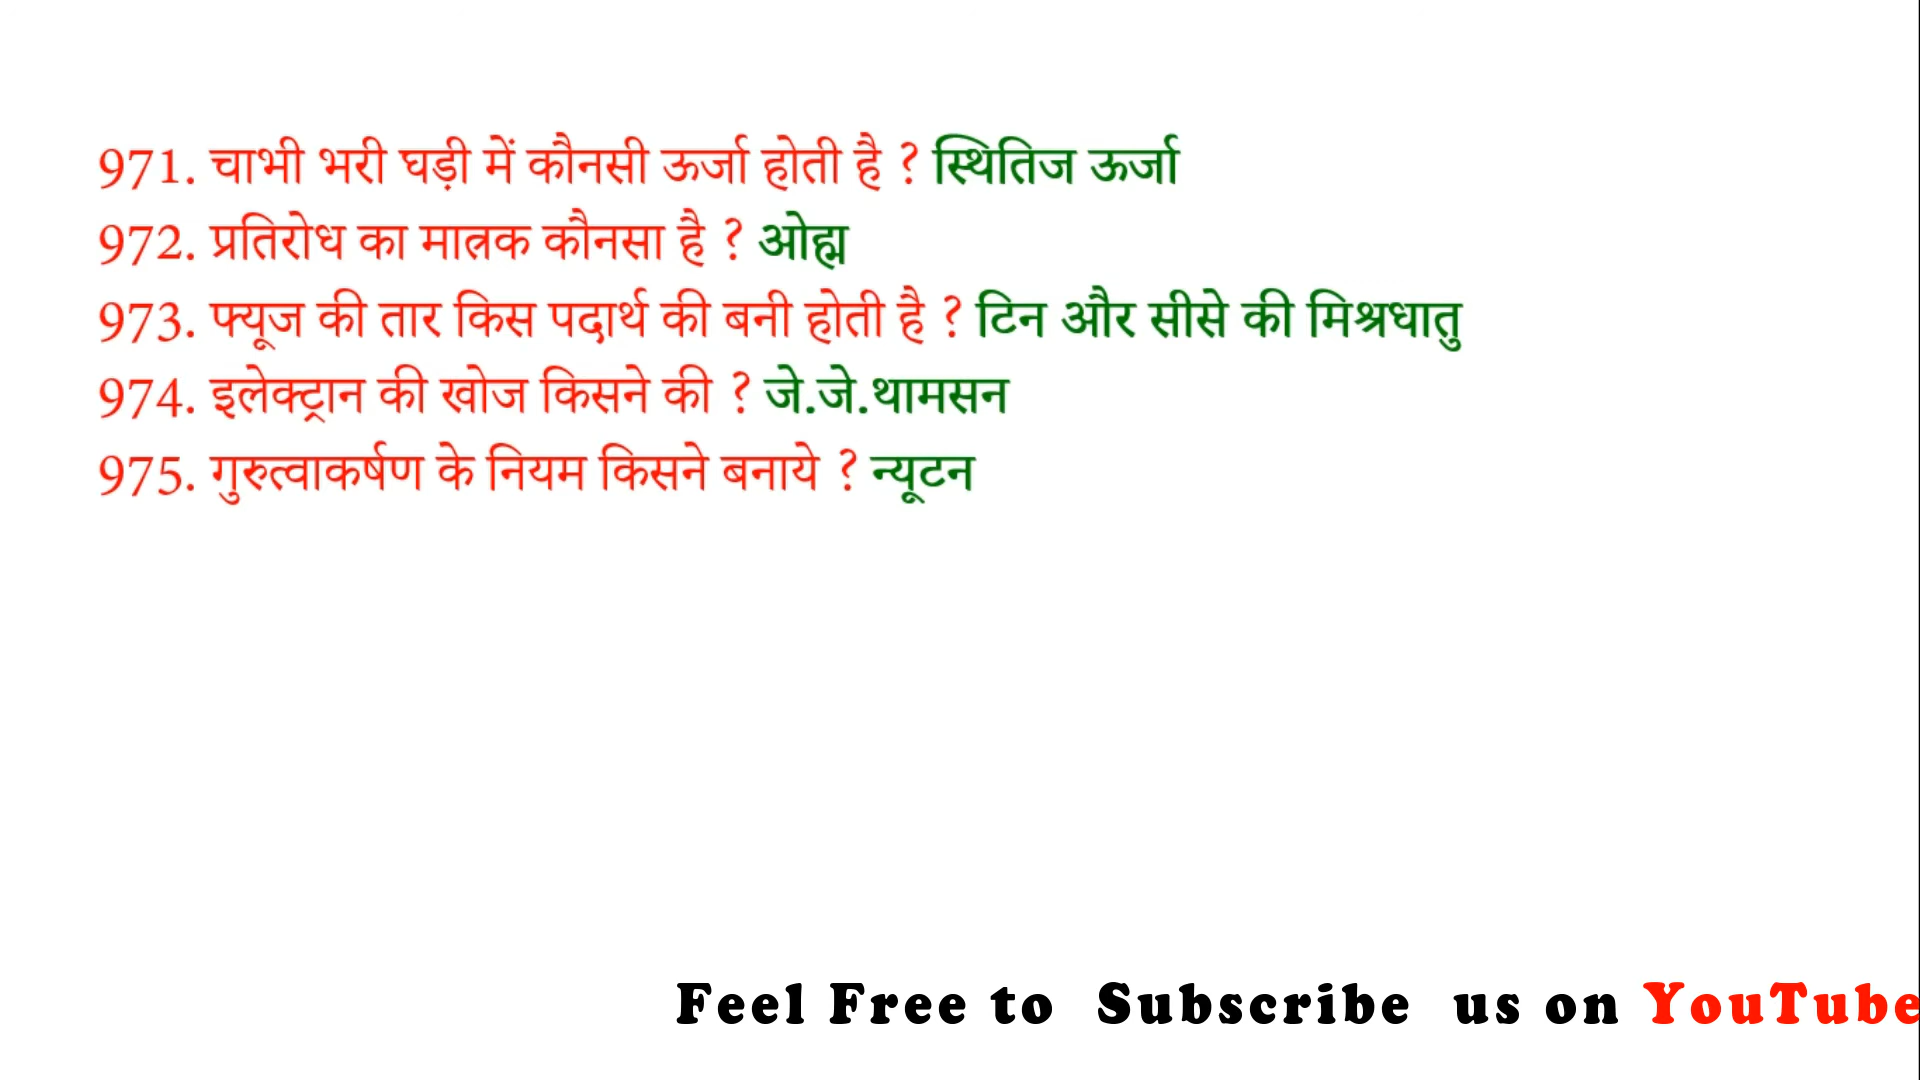 971. चाभी भरी घड़ी में कौनसी ऊर्जा होती है ? स्थितिज ऊर्जा
972. प्रतिरोध का मात्रक कौनसा है ? ओह्म
973. फ्यूज की तार किस पदार्थ की बनी होती है ? टिन और सीसे की मिश्रधातु
974. इलेक्ट्रान की खोज किसने की ? जे.जे.थामसन
975. गुरुत्वाकर्षण के नियम किसने बनाये ? न्यूटन
Feel Free to Subscribe us on YouTube